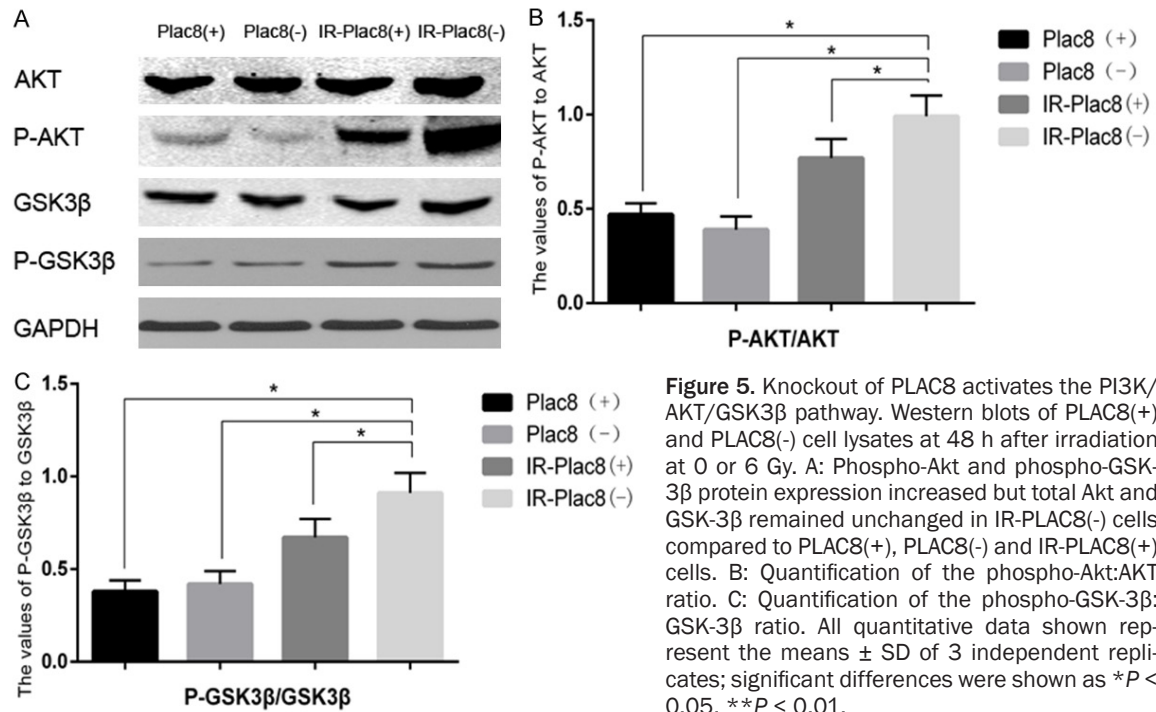 A
Plac8(+) Plac8(-) IR-Plac8(+) IR-Plac8(-)
AKT
P-AKT
GSK3β
P-GSK3β
GAPDH
B
The values of P-AKT to AKT
1.5
1.0
0.5
0.0
*
*
*
P-AKT/AKT
Plac8 (+)
Plac8 (-)
IR-Plac8(+)
IR-Plac8(-)
C
The values of P-GSK3β to GSK3β
1.5
1.0
0.5
0.0
*
*
*
P-GSK3β/GSK3β
Plac8 (+)
Plac8 (-)
IR-Plac8(+)
IR-Plac8(-)
Figure 5. Knockout of PLAC8 activates the PI3K/
AKT/GSK3β pathway. Western blots of PLAC8(+)
and PLAC8(-) cell lysates at 48 h after irradiation
at 0 or 6 Gy. A: Phospho-Akt and phospho-GSK-
3β protein expression increased but total Akt and
GSK-3β remained unchanged in IR-PLAC8(-) cells
compared to PLAC8(+), PLAC8(-) and IR-PLAC8(+)
cells. B: Quantification of the phospho-Akt:AKT
ratio. C: Quantification of the phospho-GSK-3β:
GSK-3β ratio. All quantitative data shown rep-
resent the means ± SD of 3 independent repli-
cates; significant differences were shown as *P <
0.05, **P < 0.01.